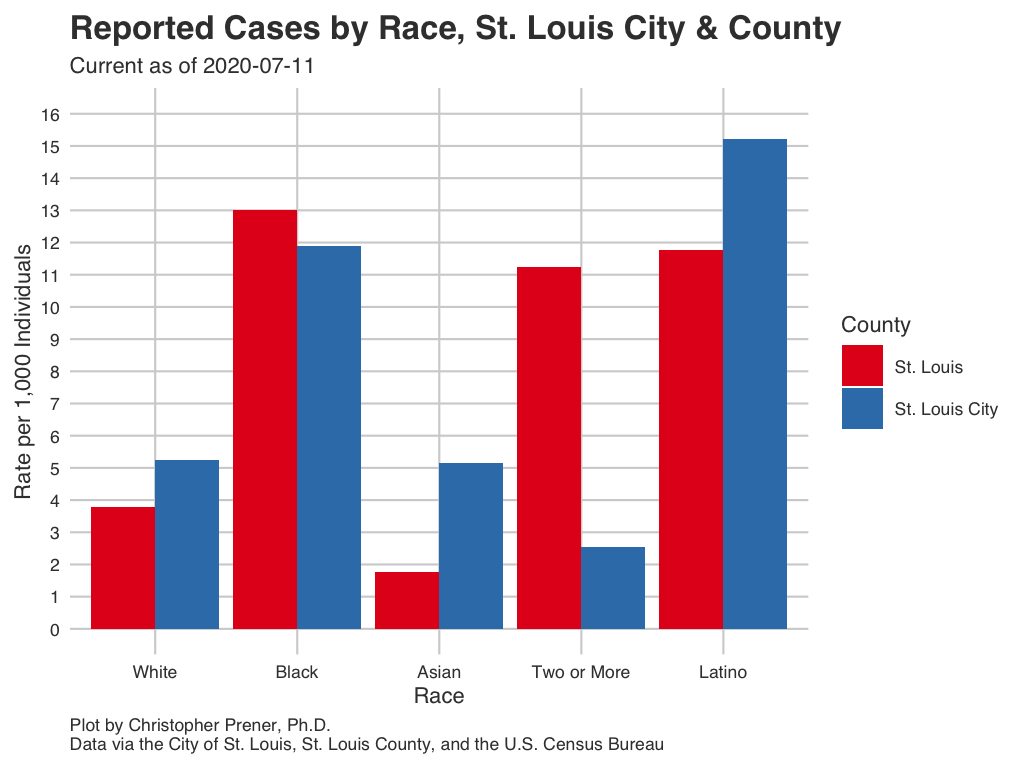 Reported Cases by Race, St. Louis City & County
Current as of 2020-07-11
16
15
14
13
12
11
10
9
8
7
6
5
4
3
2
1
0
Rate per 1,000 Individuals
White Black Asian Two or More Latino
Race
County
St. Louis
St. Louis City
Plot by Christopher Prener, Ph.D.
Data via the City of St. Louis, St. Louis County, and the U.S. Census Bureau